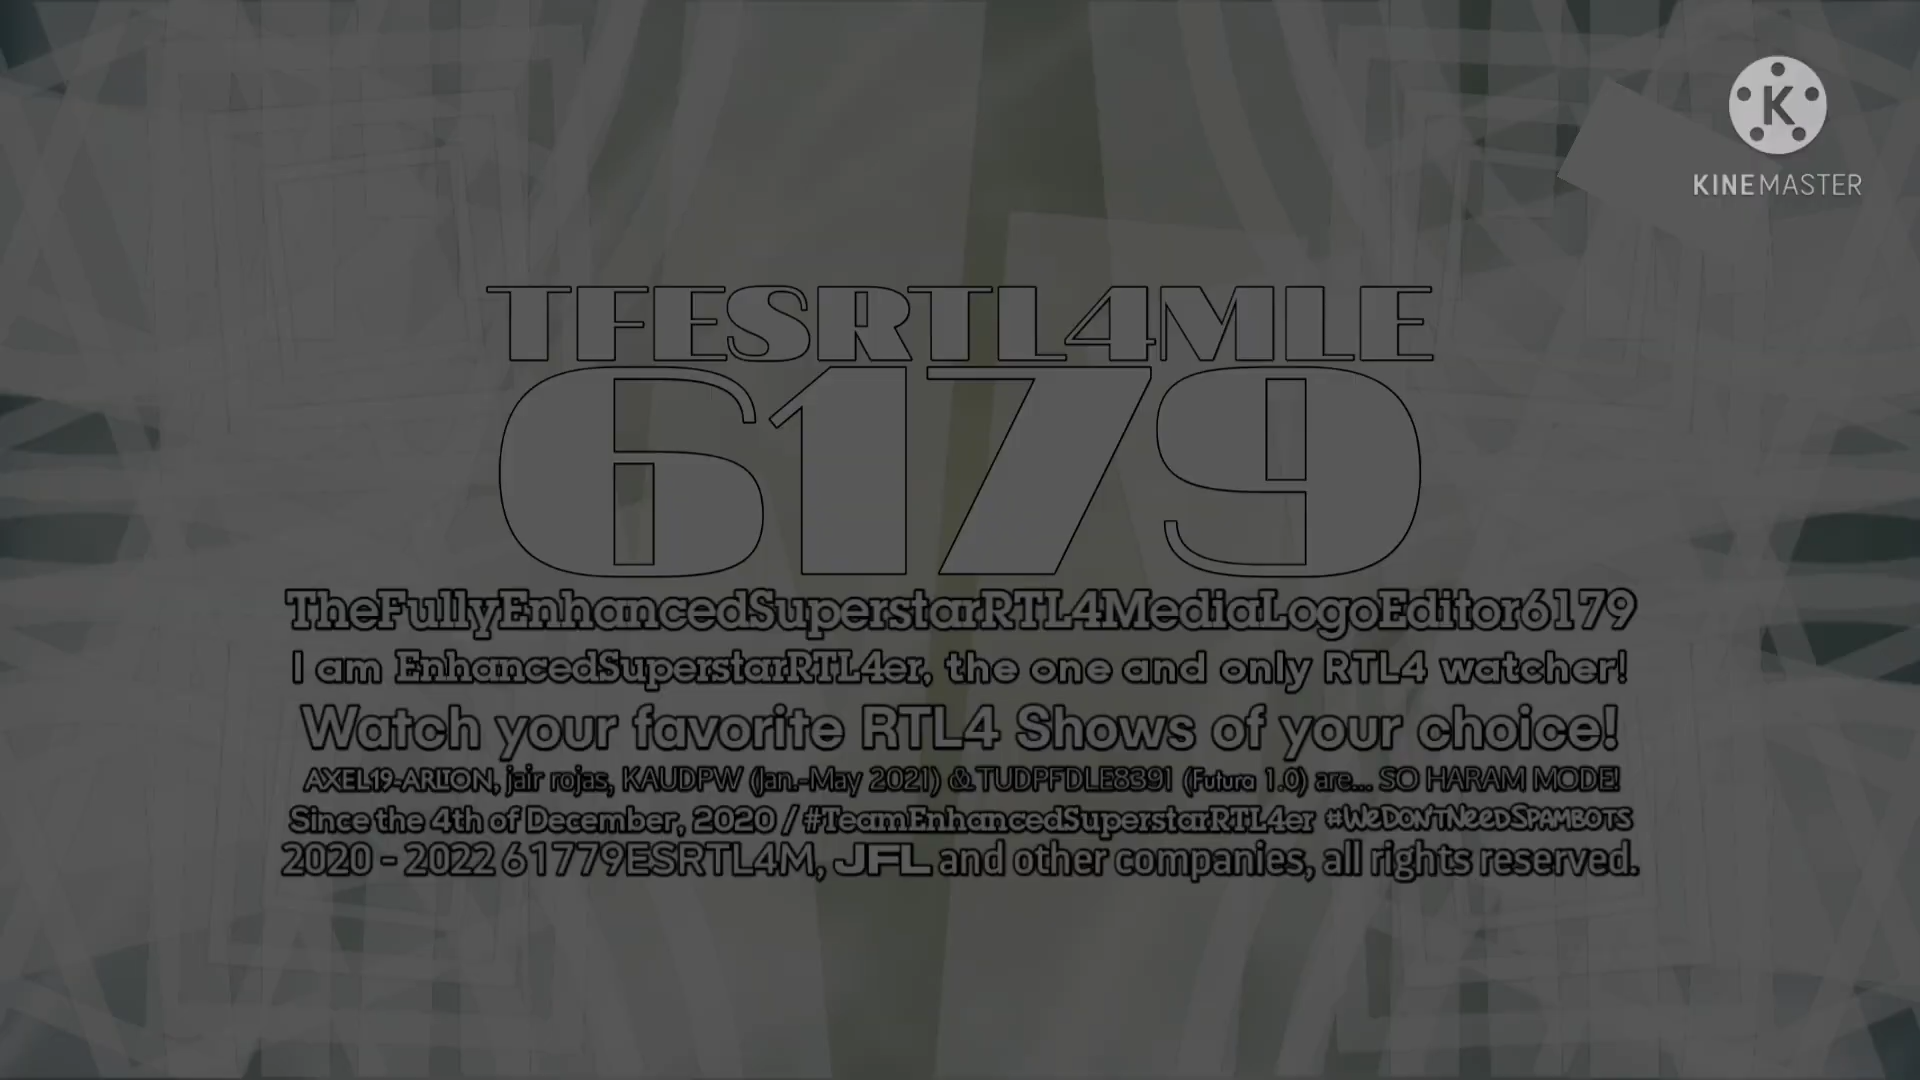 K
KINEMASTER
TFESRTL4MLE
6179
TheFullyEnhancedSuperstarRTL4MediaLogoEditor6179
I am EnhancedSuperstarRTL4er, the one and only RTL4 watcher!
Watch your favorite RTL4 Shows of your choice!
AXEL19-ARLTON, jair rojas, KAUDPW (Jan.-May 2021) & TUDPFDLE8391 (Futura 1.0) are... SO HARAM MODE!
Since the 4th of December, 2020 / #TeamEnhancedSuperstarRTL4er #WeDon'tNeedSpambots
2020 - 2022 61779ESRTL4M, JFL and other companies, all rights reserved.